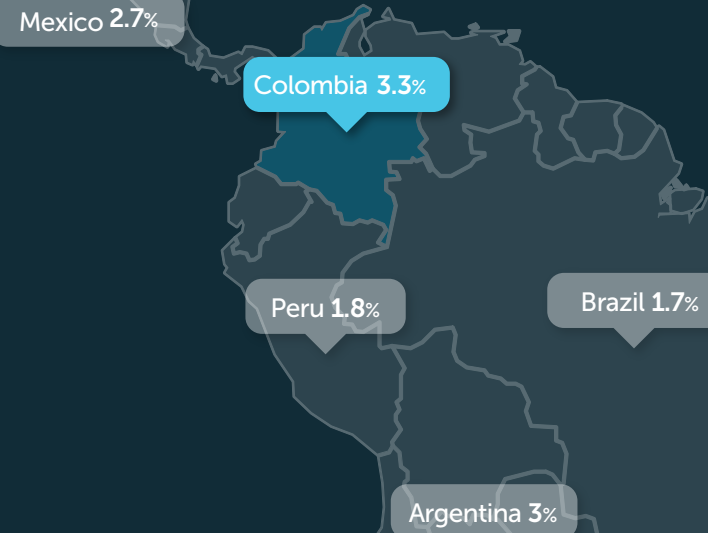 Mexico 2.7%
Colombia 3.3%
Peru 1.8%
Brazil 1.7%
Argentina 3%